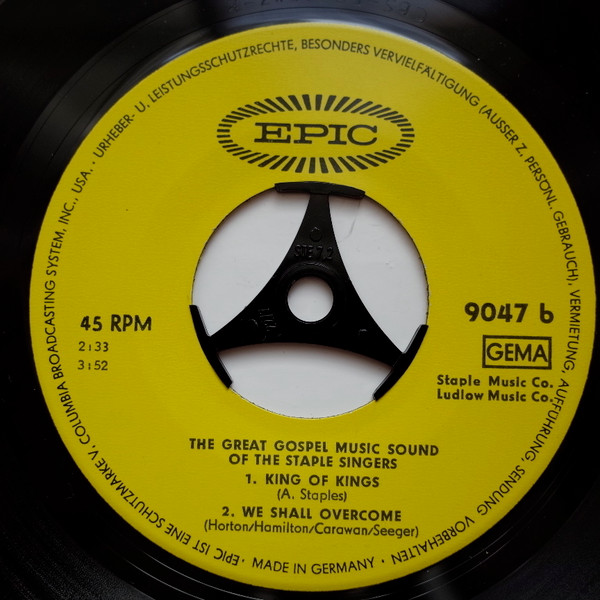 URHEBER- U. LEISTUNGSSCHUTZRECHTE, BESONDERS VERVIELFÄLTIGUNG (AUSSER Z. PERSÖNL. GEBRAUCH), VERMIETUNG, AUFFÜHRUNG, SENDUNG VORBEHALTEN
EPIC
45 RPM
2:33
3:52
9047 b
GEMA
Staple Music Co.
Ludlow Music Co.
THE GREAT GOSPEL MUSIC SOUND
OF THE STAPLE SINGERS
1. KING OF KINGS
(A. Staples)
2. WE SHALL OVERCOME
(Horton/Hamilton/Carawan/Seeger)
· MADE IN GERMANY ·
EPIC IST EINE SCHUTZMARKE V. COLUMBIA BROADCASTING SYSTEM, INC., USA. ·